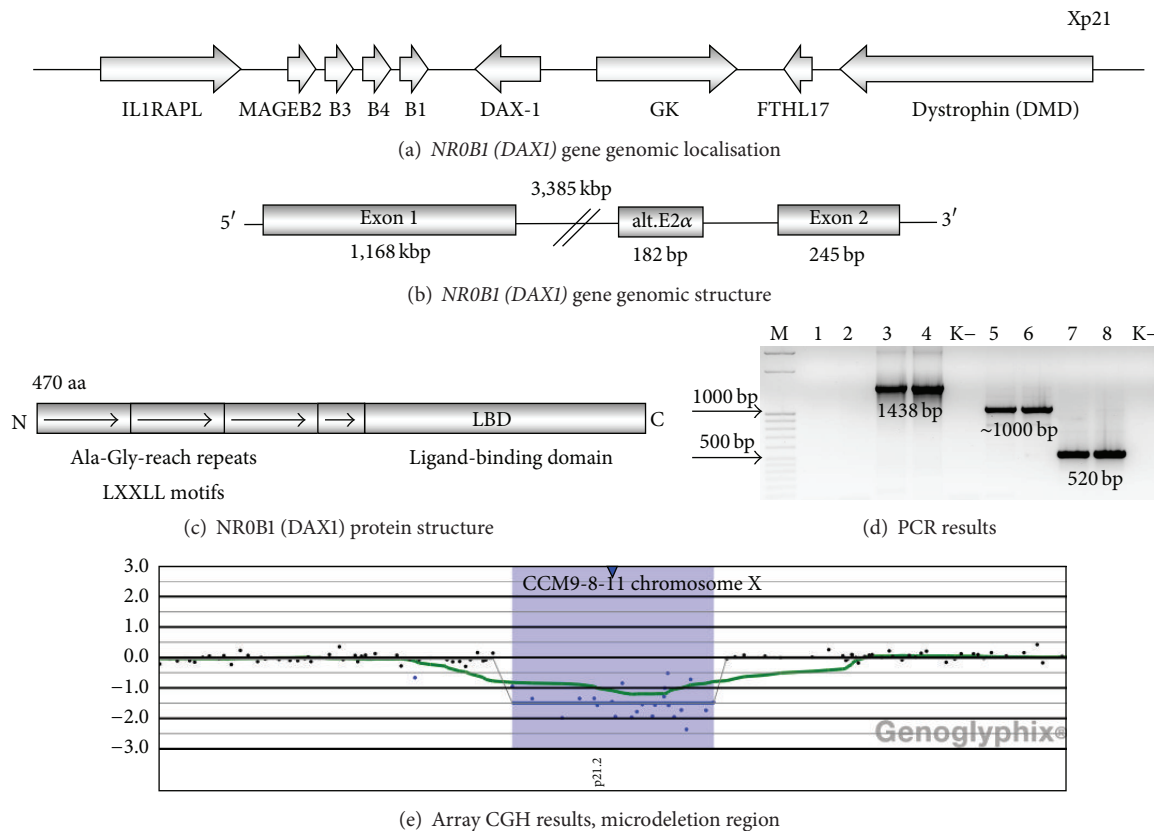 Xp21
IL1RAPL MAGEB2 B3 B4 B1 DAX-1 GK FTHL17 Dystrophin (DMD)
(a) NR0B1 (DAX1) gene genomic localisation
3,385 kbp
5′ Exon 1 alt.E2α Exon 2 3′
1,168 kbp 182 bp 245 bp
(b) NR0B1 (DAX1) gene genomic structure
470 aa
N LBD C
Ala-Gly-reach repeats Ligand-binding domain
LXXLL motifs
(c) NR0B1 (DAX1) protein structure
M 1 2 3 4 K– 5 6 7 8 K–
1000 bp
1438 bp
~1000 bp
500 bp
520 bp
(d) PCR results
CCM9-8-11 chromosome X
3.0
2.0
1.0
0.0
−1.0
−2.0
−3.0
Genoglyphix®
p21.2
(e) Array CGH results, microdeletion region